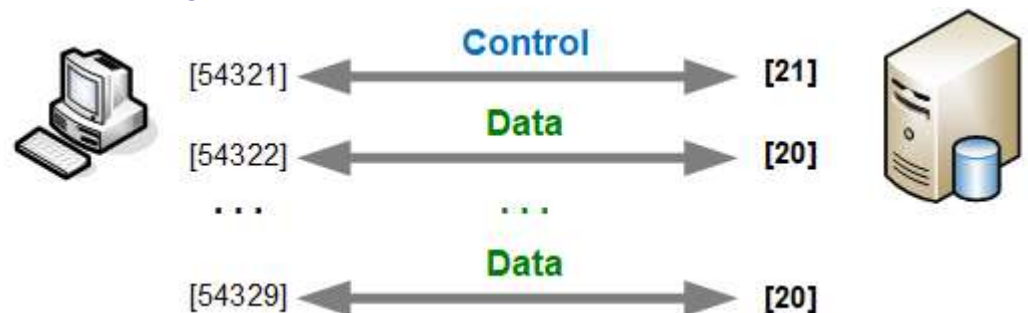 Control
[54321] [21]
Data
[54322] [20]
... ...
Data
[54329] [20]